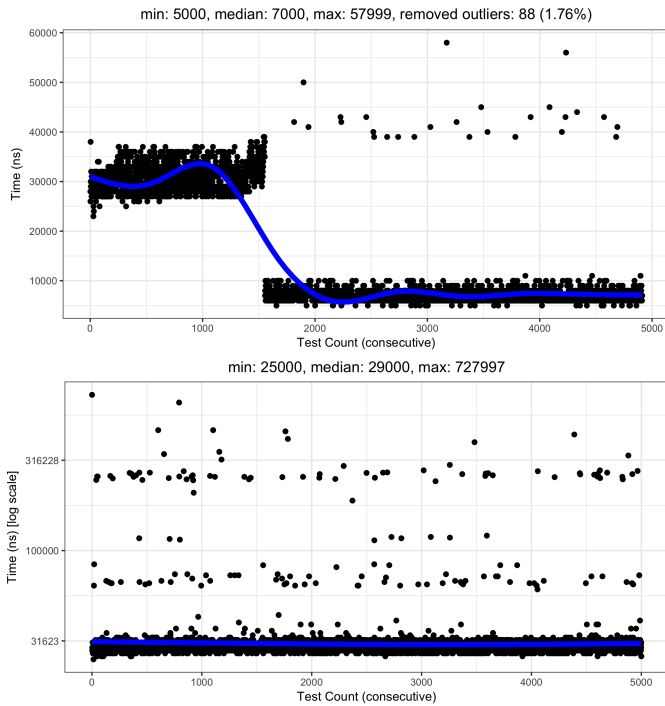 min: 5000, median: 7000, max: 57999, removed outliers: 88 (1.76%)
60000
50000
40000
30000
20000
10000
Time (ns)
0 1000 2000 3000 4000 5000
Test Count (consecutive)
min: 25000, median: 29000, max: 727997
316228
100000
31623
Time (ns) [log scale]
0 1000 2000 3000 4000 5000
Test Count (consecutive)